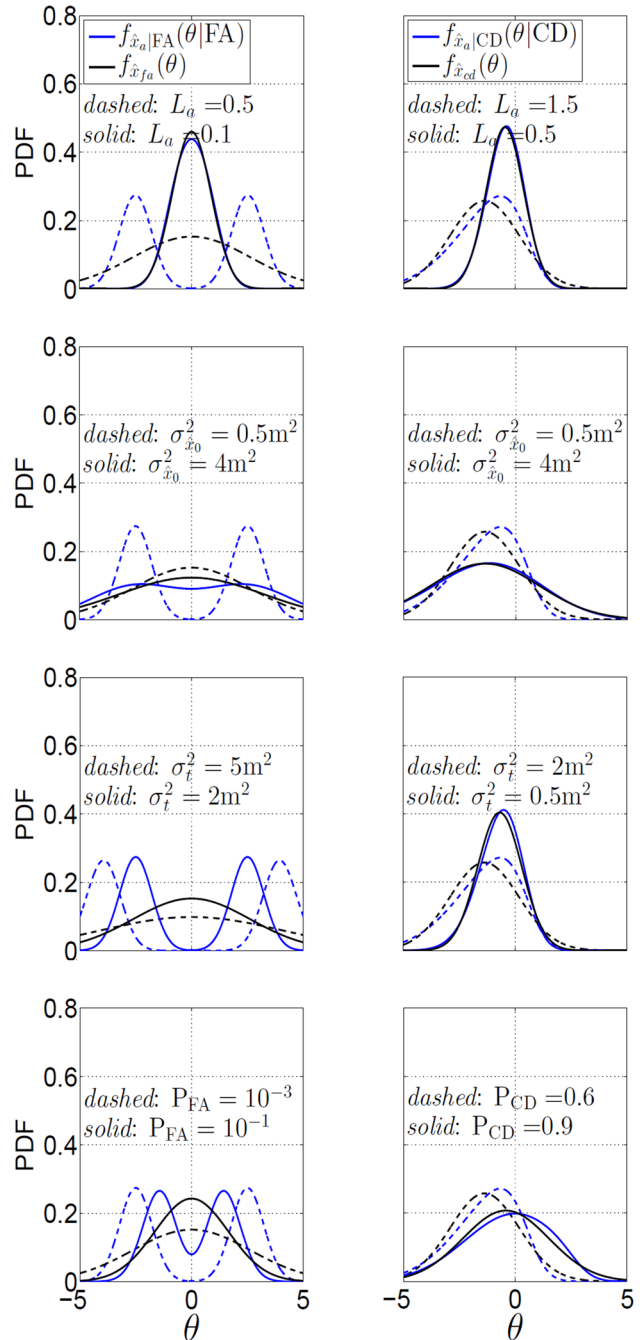 0.8
f_{x̂_a|FA}(θ|FA)
f_{x̂_{fa}}(θ)
0.6
dashed: L_a =0.5
solid: L_a =0.1
0.4
0.2
0
PDF
f_{x̂_a|CD}(θ|CD)
f_{x̂_{cd}}(θ)
dashed: L_a =1.5
solid: L_a =0.5
0.8
0.6
dashed: σ²_{x̂_0} = 0.5m²
solid: σ²_{x̂_0} = 4m²
0.4
0.2
0
PDF
dashed: σ²_{x̂_0} = 0.5m²
solid: σ²_{x̂_0} = 4m²
0.8
0.6
dashed: σ_t² = 5m²
solid: σ_t² = 2m²
0.4
0.2
0
PDF
dashed: σ_t² = 2m²
solid: σ_t² = 0.5m²
0.8
0.6
dashed: P_FA = 10⁻³
solid: P_FA = 10⁻¹
0.4
0.2
0
PDF
dashed: P_CD =0.6
solid: P_CD =0.9
−5 0 5
θ
−5 0 5
θ